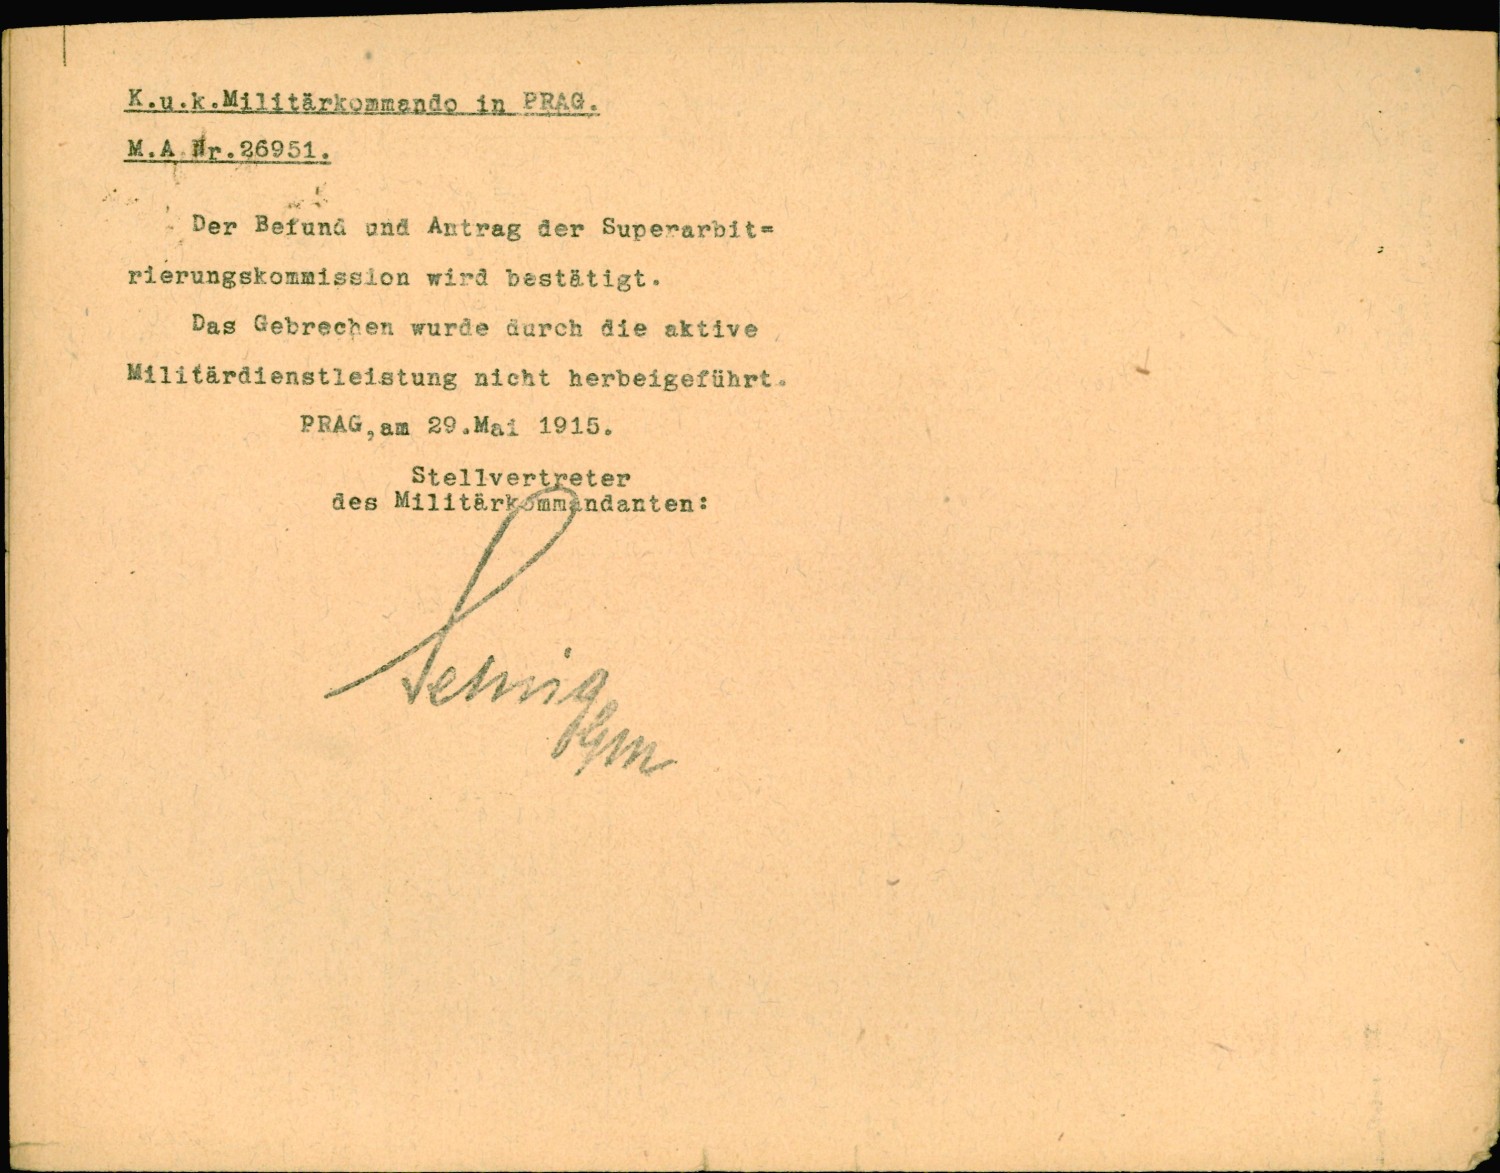 K.u.k.Militärkommando in PRAG.
M.A.Nr.26951.
Der Befund und Antrag der Superarbit=
rierungskommission wird bestätigt.
Das Gebrechen wurde durch die aktive
Militärdienstleistung nicht herbeigeführt.
PRAG,am 29.Mai 1915.
Stellvertreter
des Militärkommandanten: